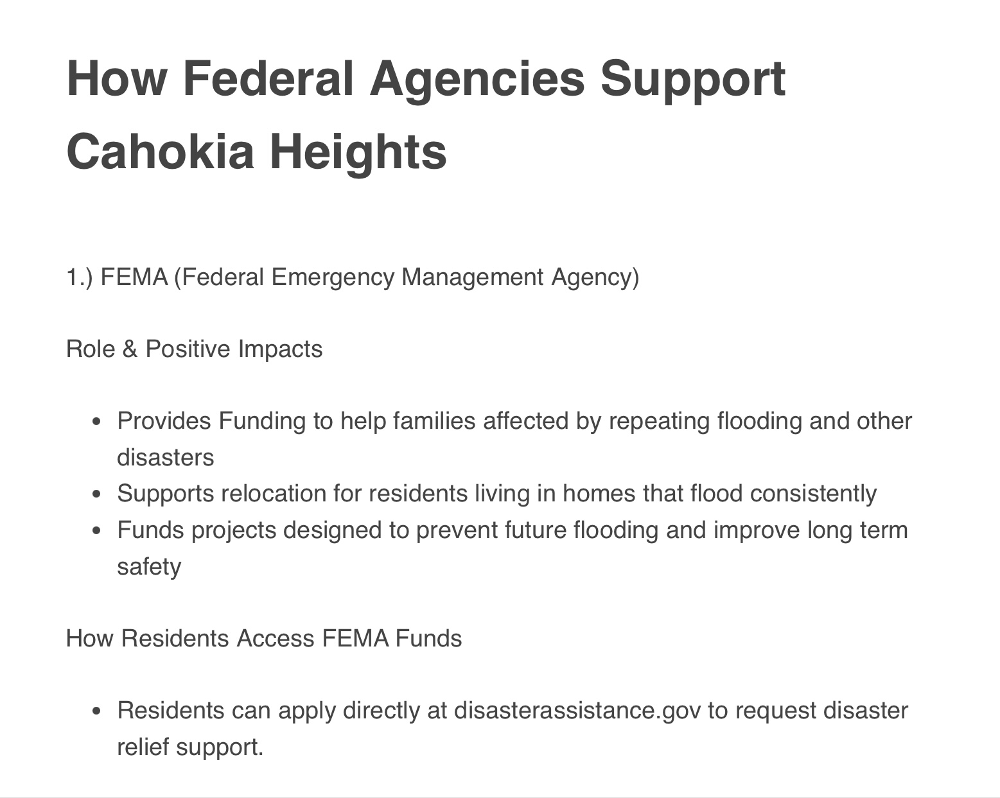 How Federal Agencies Support
Cahokia Heights
1.) FEMA (Federal Emergency Management Agency)
Role & Positive Impacts
• Provides Funding to help families affected by repeating flooding and other
disasters
• Supports relocation for residents living in homes that flood consistently
• Funds projects designed to prevent future flooding and improve long term
safety
How Residents Access FEMA Funds
• Residents can apply directly at disasterassistance.gov to request disaster
relief support.